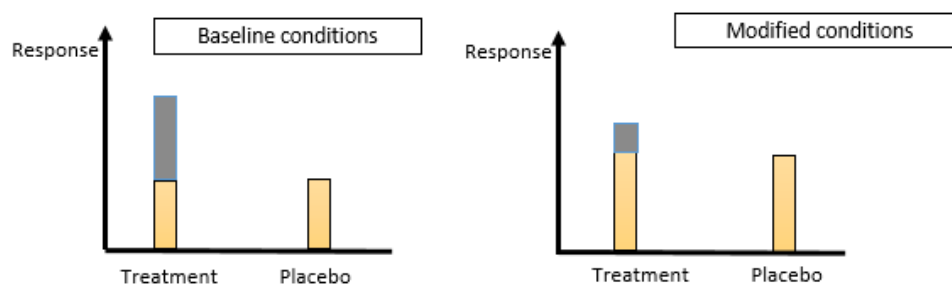 Baseline conditions
Response
Treatment
Placebo
Modified conditions
Response
Treatment
Placebo